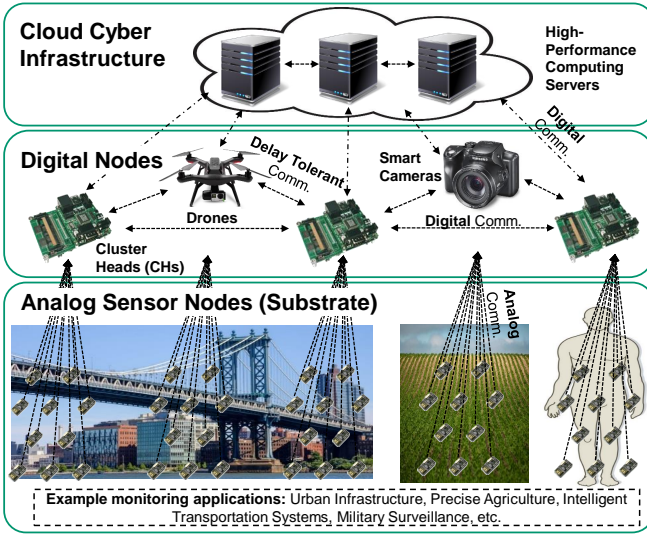 Cloud Cyber
Infrastructure
High-
Performance
Computing
Servers
Digital Nodes
Delay Tolerant
Comm.
Smart
Cameras
Digital
Comm.
Drones
Digital Comm.
Cluster
Heads (CHs)
Analog Sensor Nodes (Substrate)
Analog
Comm.
Example monitoring applications: Urban Infrastructure, Precise Agriculture, Intelligent
Transportation Systems, Military Surveillance, etc.